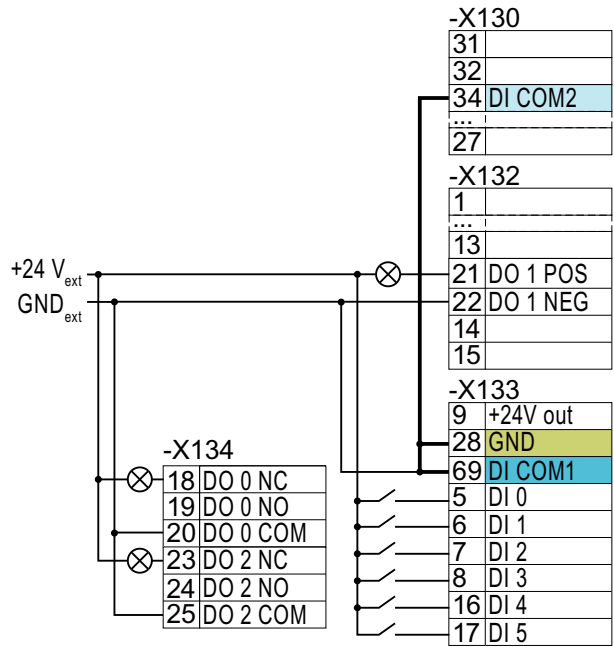 -X130
31
32
34 DI COM2
...
27
-X132
1
...
13
+24 Vext
21 DO 1 POS
GNDext
22 DO 1 NEG
14
15
-X133
9 +24V out
28 GND
69 DI COM1
5 DI 0
6 DI 1
7 DI 2
8 DI 3
16 DI 4
17 DI 5
-X134
18 DO 0 NC
19 DO 0 NO
20 DO 0 COM
23 DO 2 NC
24 DO 2 NO
25 DO 2 COM